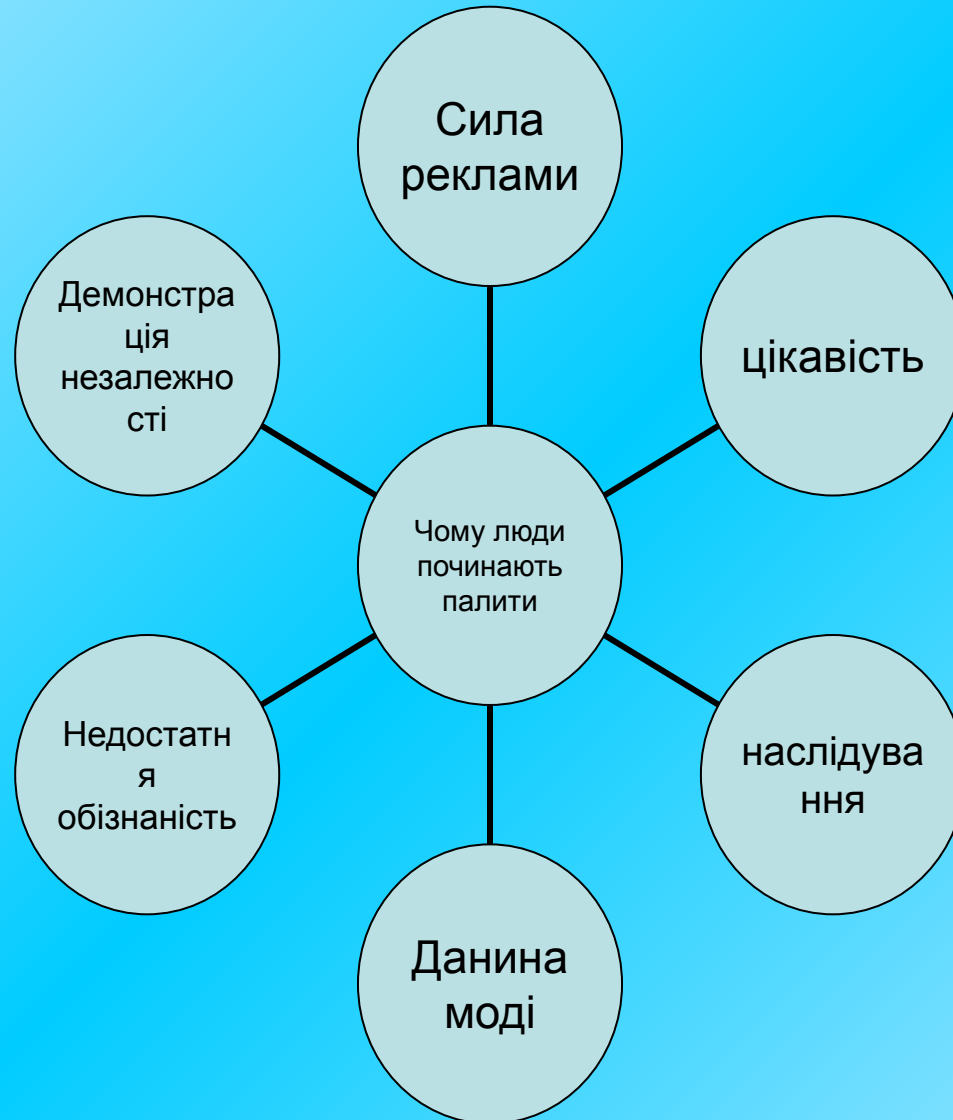 Сила
реклами
Демонстра
ція
незалежно
сті
цікавість
Чому люди
починають
палити
Недостатн
я
обізнаність
наслідува
ння
Данина
моді